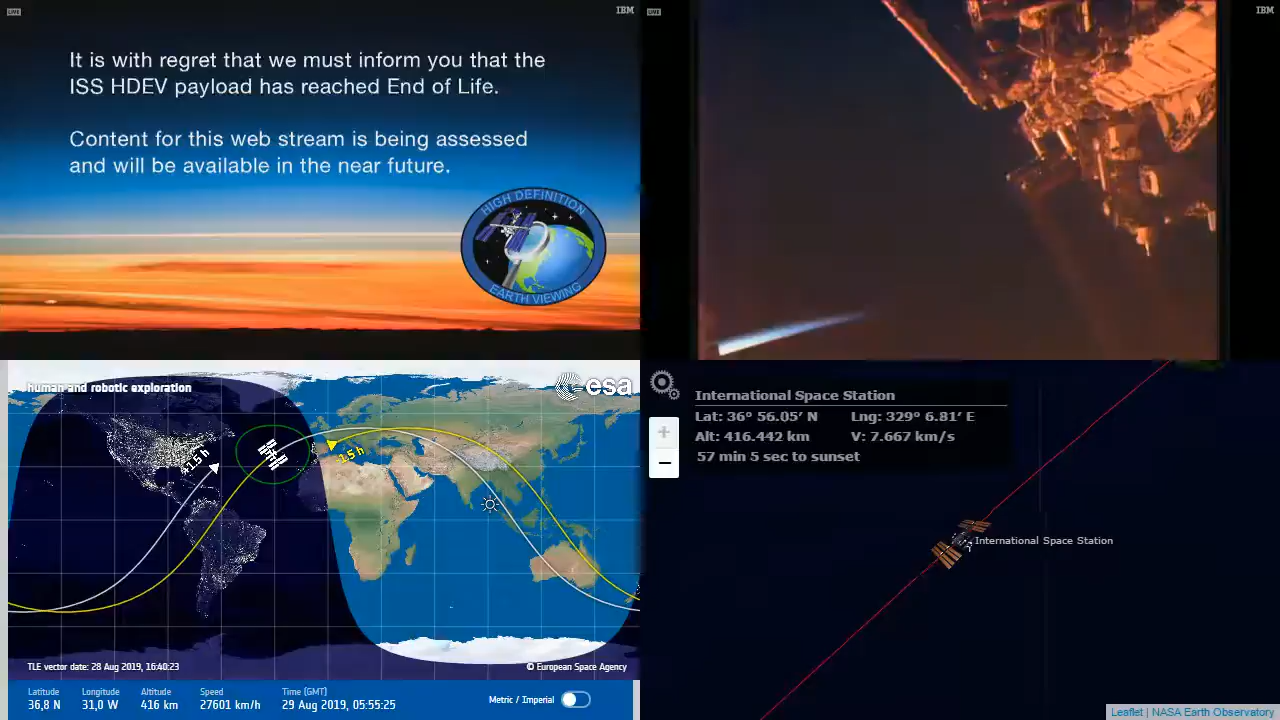 LIVE
IBM
It is with regret that we must inform you that the
ISS HDEV payload has reached End of Life.
Content for this web stream is being assessed
and will be available in the near future.
HIGH DEFINITION
EARTH VIEWING
LIVE
IBM
human and robotic exploration
esa
+1.5 h
-1.5 h
TLE vector date: 28 Aug 2019, 16:40:23
© European Space Agency
Latitude
Longitude
Altitude
Speed
Time (GMT)
36,8 N
31,0 W
416 km
27601 km/h
29 Aug 2019, 05:55:25
Metric / Imperial
International Space Station
Lat: 36° 56.05′ N
Lng: 329° 6.81′ E
Alt: 416.442 km
V: 7.667 km/s
57 min 5 sec to sunset
+
−
International Space Station
Leaflet | NASA Earth Observatory